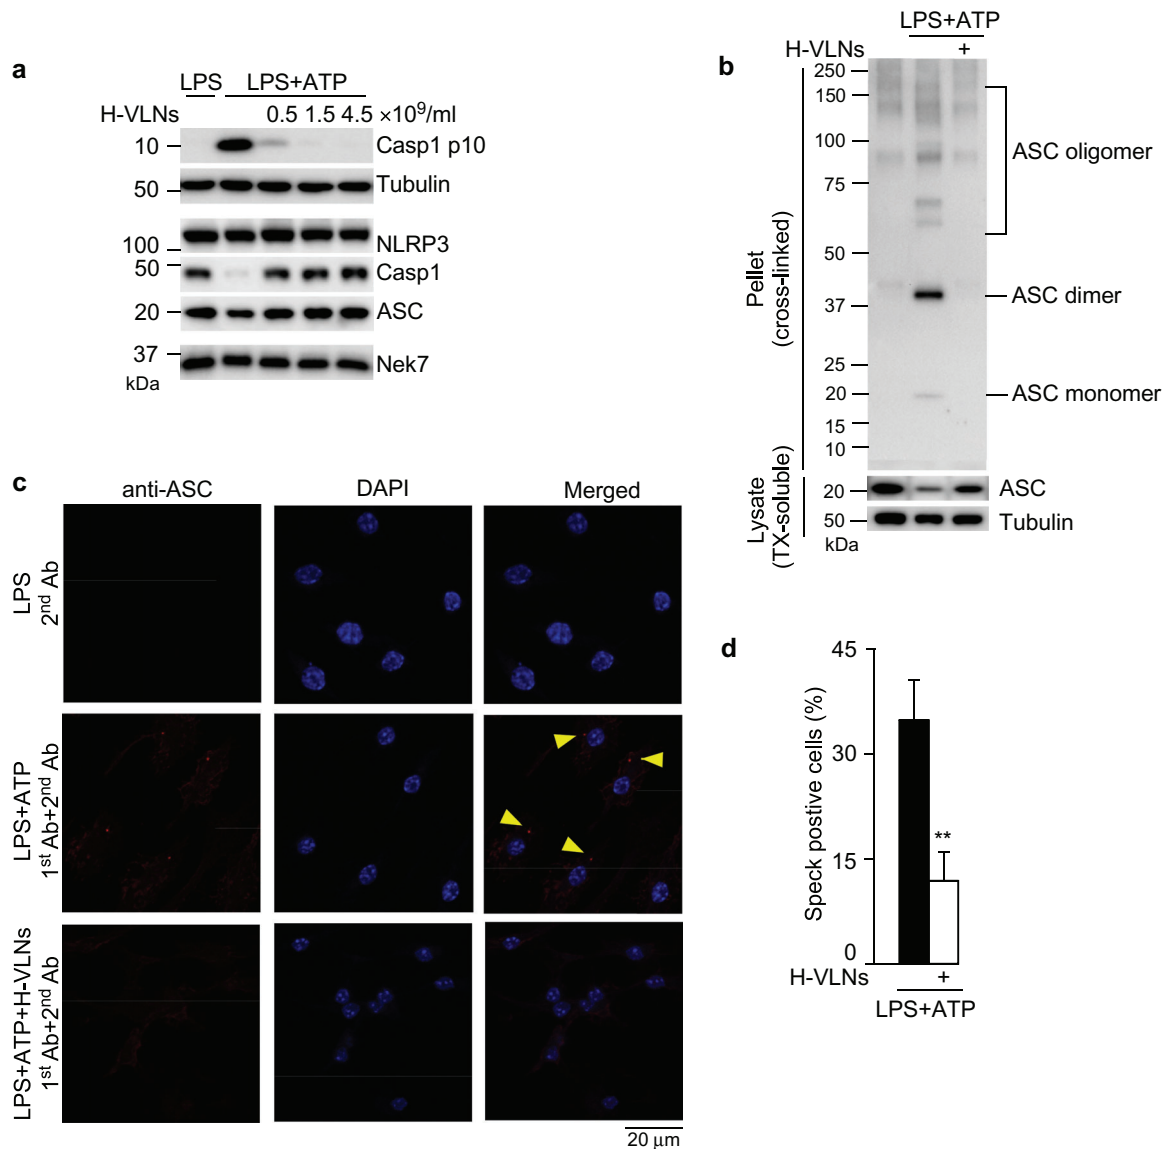 a
LPS LPS+ATP
H-VLNs 0.5 1.5 4.5 ×10⁹/ml
10 Casp1 p10
50 Tubulin
100 NLRP3
50 Casp1
20 ASC
37 Nek7
kDa
b
LPS+ATP
H-VLNs +
250
150
100
75
50
37
25
20
15
10
ASC oligomer
ASC dimer
ASC monomer
Pellet
(cross-linked)
Lysate
(TX-soluble)
20 ASC
50 Tubulin
kDa
c
anti-ASC DAPI Merged
LPS
2nd Ab
LPS+ATP
1st Ab+2nd Ab
LPS+ATP+H-VLNs
1st Ab+2nd Ab
20 μm
d
Speck postive cells (%)
45
30
15
0
**
H-VLNs +
LPS+ATP